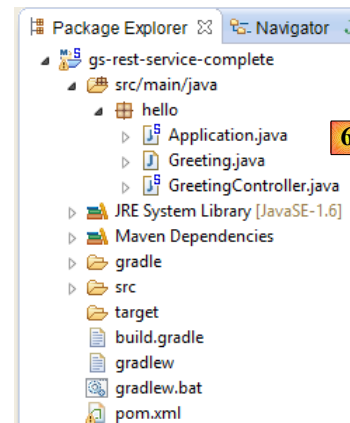 Package Explorer Navigator
gs-rest-service-complete
src/main/java
hello
Application.java
6
Greeting.java
GreetingController.java
JRE System Library [JavaSE-1.6]
Maven Dependencies
gradle
src
target
build.gradle
gradlew
gradlew.bat
pom.xml